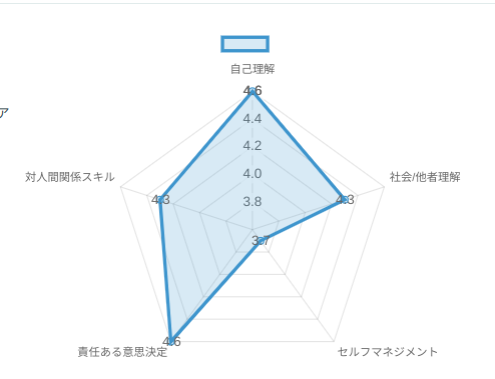 自己理解
4.6
ア
4.4
4.2
対人間関係スキル
4.0
社会/他者理解
4.3
3.8
4.3
3.7
4.6
責任ある意思決定
セルフマネジメント